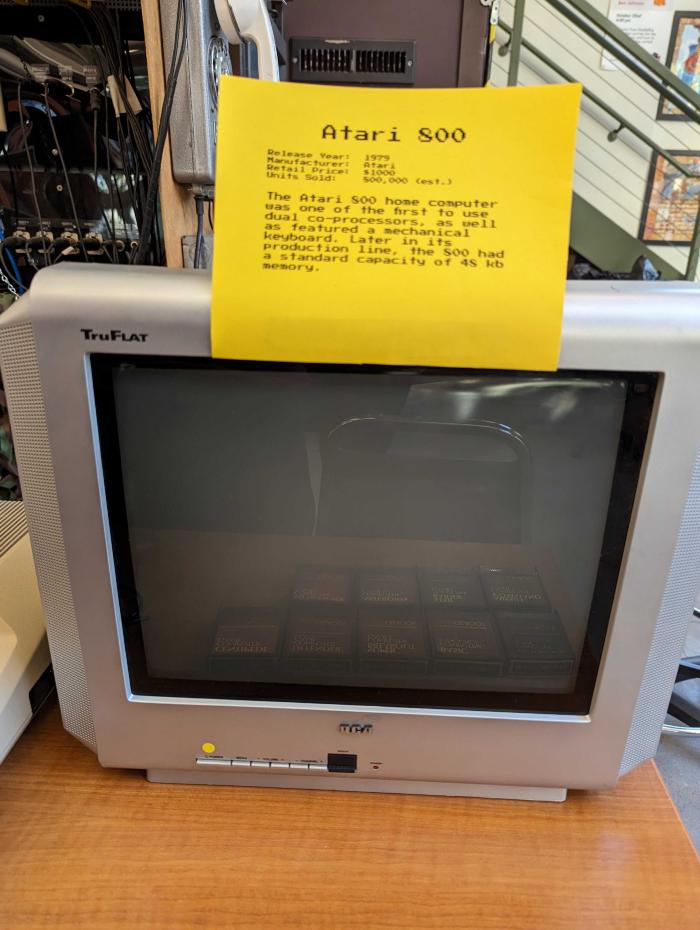 Atari 800
Release Year: 1979
Manufacturer: Atari
Retail Price: $1000
Units Sold: 500,000 (est.)
The Atari 800 home computer
was one of the first to use
dual co-processors, as well
as featured a mechanical
keyboard. Later in its
production line, the 800 had
a standard capacity of 48 kb
memory.
TruFLAT
RCA